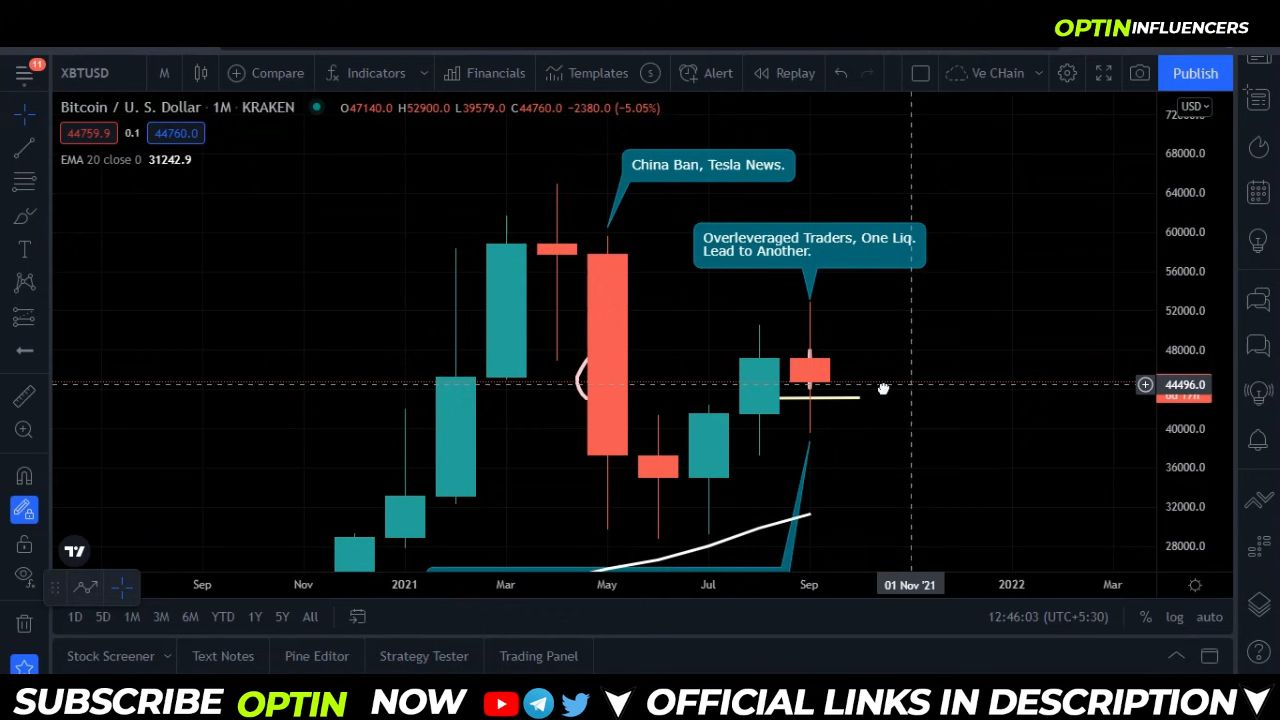 OPTIN INFLUENCERS
11
XBTUSD
M
Compare
Indicators
Financials
Templates
S
Alert
Replay
Ve CHain
Publish
Bitcoin / U. S. Dollar · 1M · KRAKEN
O47140.0 H52900.0 L39579.0 C44760.0 −2380.0 (−5.05%)
USD
44759.9
0.1
44760.0
EMA 20 close 0 31242.9
China Ban, Tesla News.
Overleveraged Traders, One Liq.
Lead to Another.
68000.0
64000.0
60000.0
56000.0
52000.0
48000.0
44496.0
6d 17h
40000.0
36000.0
32000.0
28000.0
Sep
Nov
2021
Mar
May
Jul
Sep
01 Nov '21
2022
Mar
1D
5D
1M
3M
6M
YTD
1Y
5Y
All
12:46:03 (UTC+5:30)
%
log
auto
Stock Screener
Text Notes
Pine Editor
Strategy Tester
Trading Panel
SUBSCRIBE OPTIN NOW OFFICIAL LINKS IN DESCRIPTION